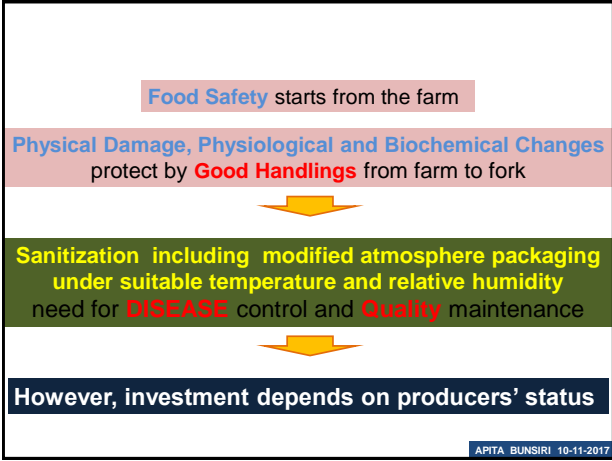 Food Safety starts from the farm
Physical Damage, Physiological and Biochemical Changes
protect by Good Handlings from farm to fork
Sanitization including modified atmosphere packaging
under suitable temperature and relative humidity
need for DISEASE control and Quality maintenance
However, investment depends on producers’ status
APITA BUNSIRI 10-11-2017